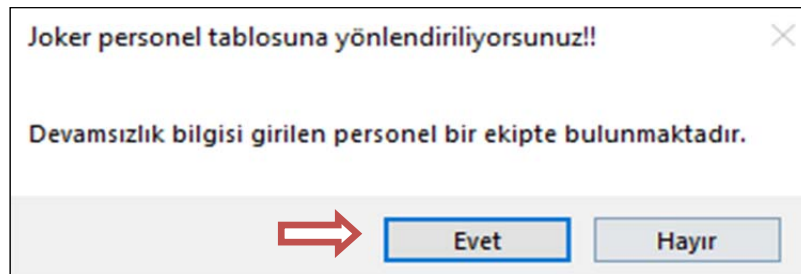 Joker personel tablosuna yönlendiriliyorsunuz!!
Devamsızlık bilgisi girilen personel bir ekipte bulunmaktadır.
Evet Hayır